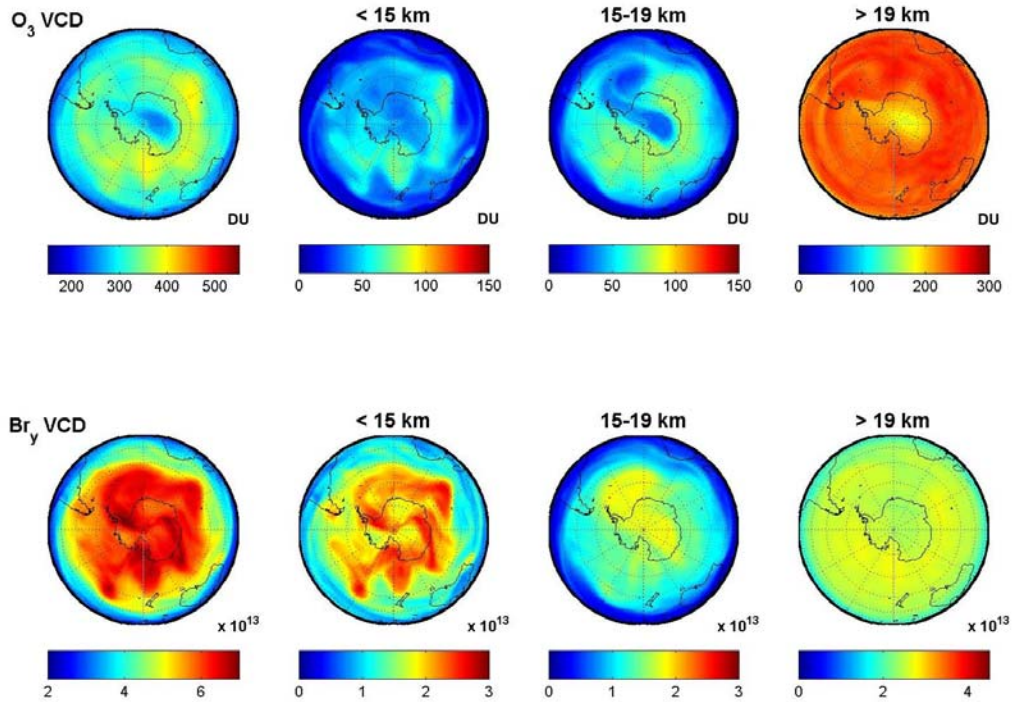 O3 VCD
< 15 km
15-19 km
> 19 km
DU
DU
DU
DU
200 300 400 500
0 50 100 150
0 50 100 150
0 100 200 300
Bry VCD
< 15 km
15-19 km
> 19 km
x 10^13
x 10^13
x 10^13
x 10^13
2 4 6
0 1 2 3
0 1 2 3
0 2 4